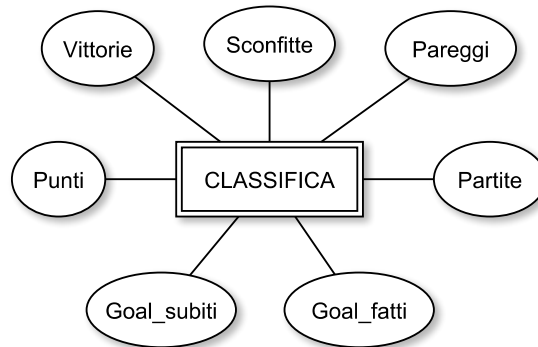 Vittorie
Sconfitte
Pareggi
Punti
CLASSIFICA
Partite
Goal_subiti
Goal_fatti